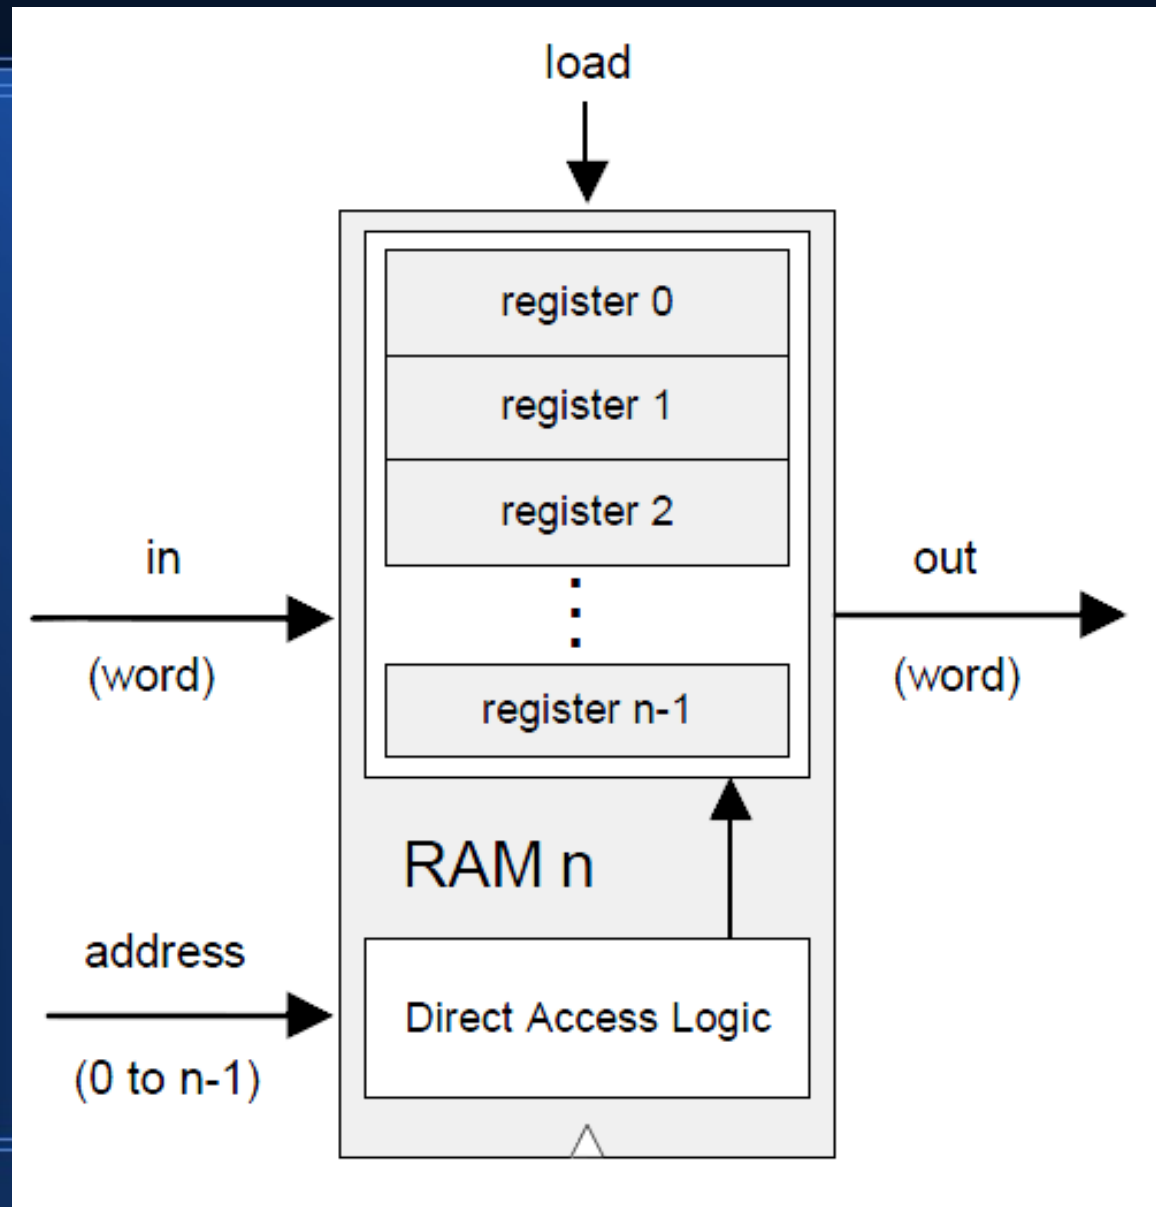 load
register 0
register 1
register 2
in
out
(word)
(word)
register n-1
RAM n
address
Direct Access Logic
(0 to n-1)